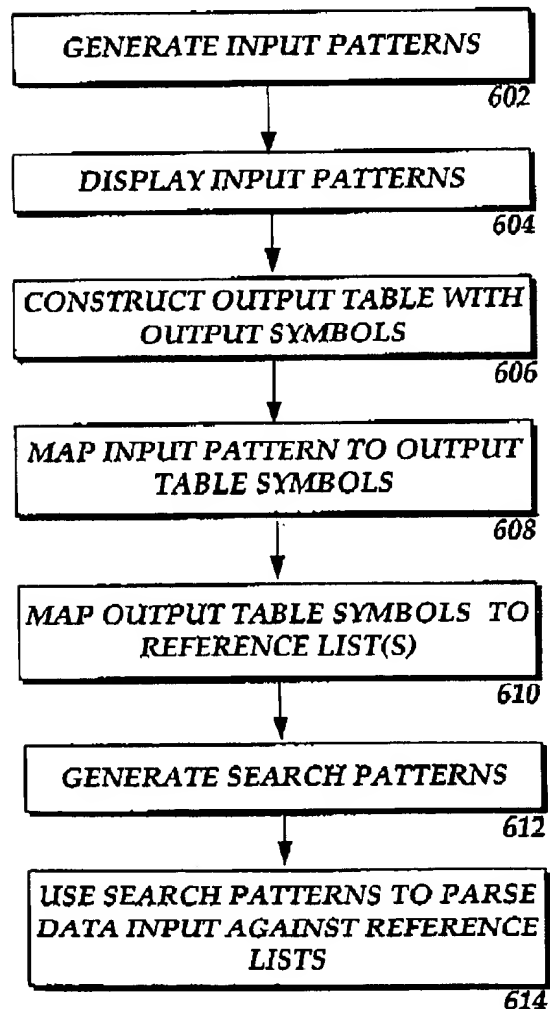 GENERATE INPUT PATTERNS
602
DISPLAY INPUT PATTERNS
604
CONSTRUCT OUTPUT TABLE WITH
OUTPUT SYMBOLS
606
MAP INPUT PATTERN TO OUTPUT
TABLE SYMBOLS
608
MAP OUTPUT TABLE SYMBOLS TO
REFERENCE LIST(S)
610
GENERATE SEARCH PATTERNS
612
USE SEARCH PATTERNS TO PARSE
DATA INPUT AGAINST REFERENCE
LISTS
614